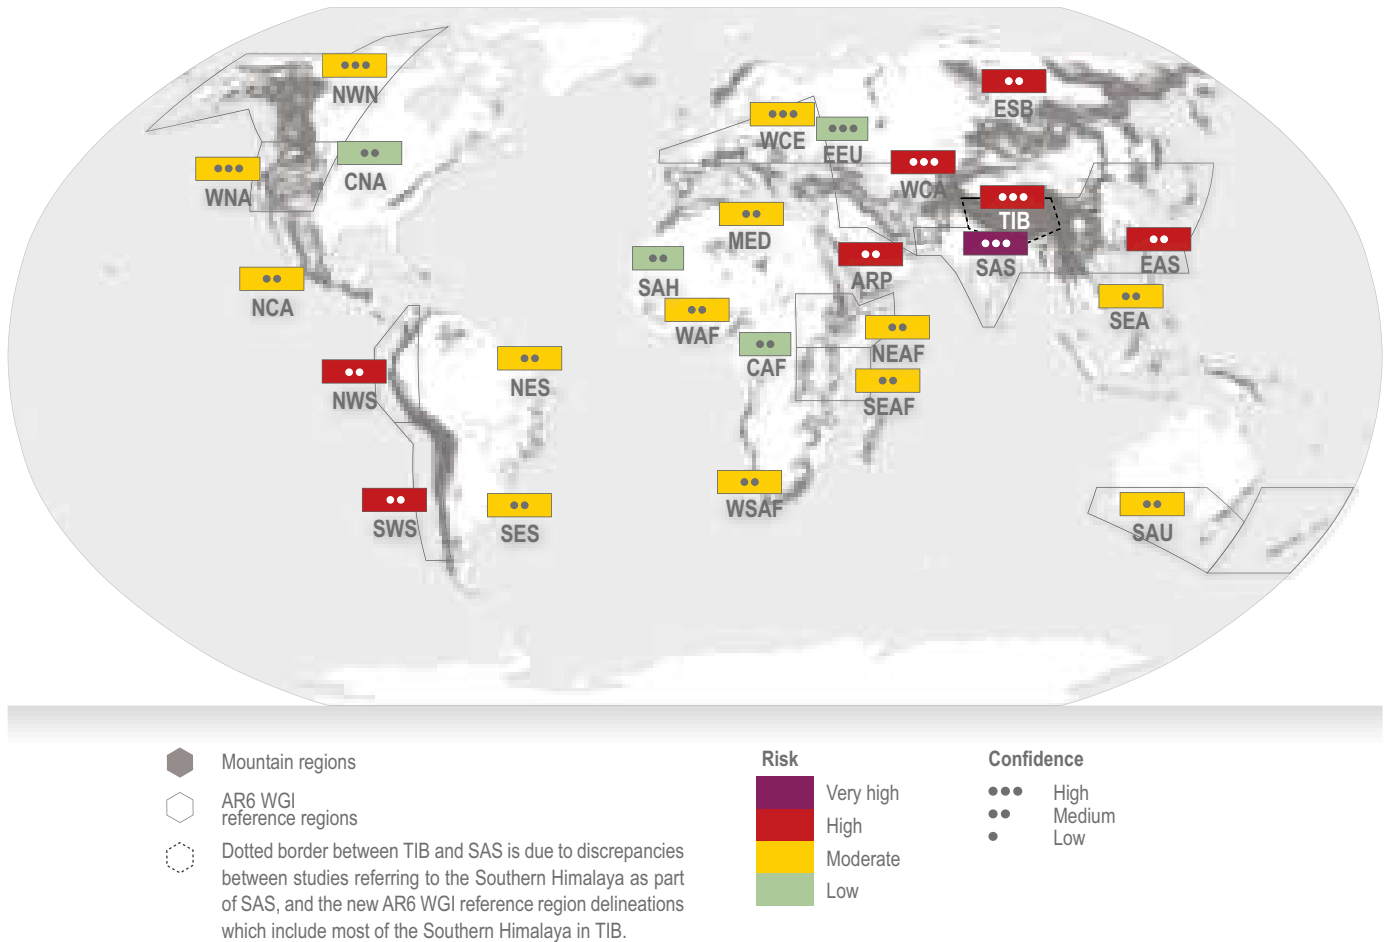 NWN
ESB
WCE
EEU
WNA
CNA
WCA
TIB
MED
SAS
EAS
SAH
ARP
NCA
WAF
SEA
CAF
NEAF
NWS
NES
SEAF
WSAF
SWS
SES
SAU
Mountain regions
AR6 WGI
reference regions
Dotted border between TIB and SAS is due to discrepancies
between studies referring to the Southern Himalaya as part
of SAS, and the new AR6 WGI reference region delineations
which include most of the Southern Himalaya in TIB.
Risk
Very high
High
Moderate
Low
Confidence
High
Medium
Low